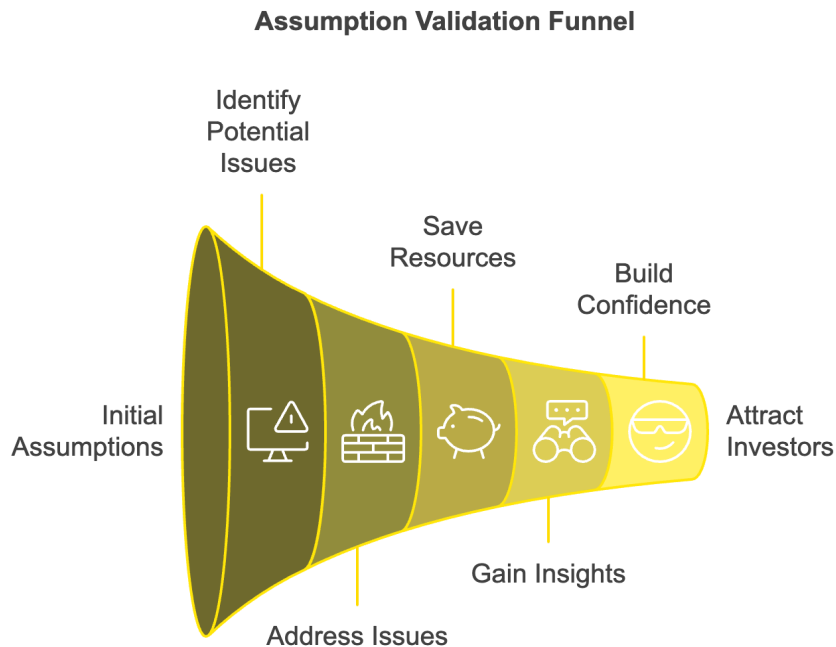 Assumption Validation Funnel
Identify
Potential
Issues
Save
Resources
Build
Confidence
Initial
Assumptions
Attract
Investors
Gain Insights
Address Issues